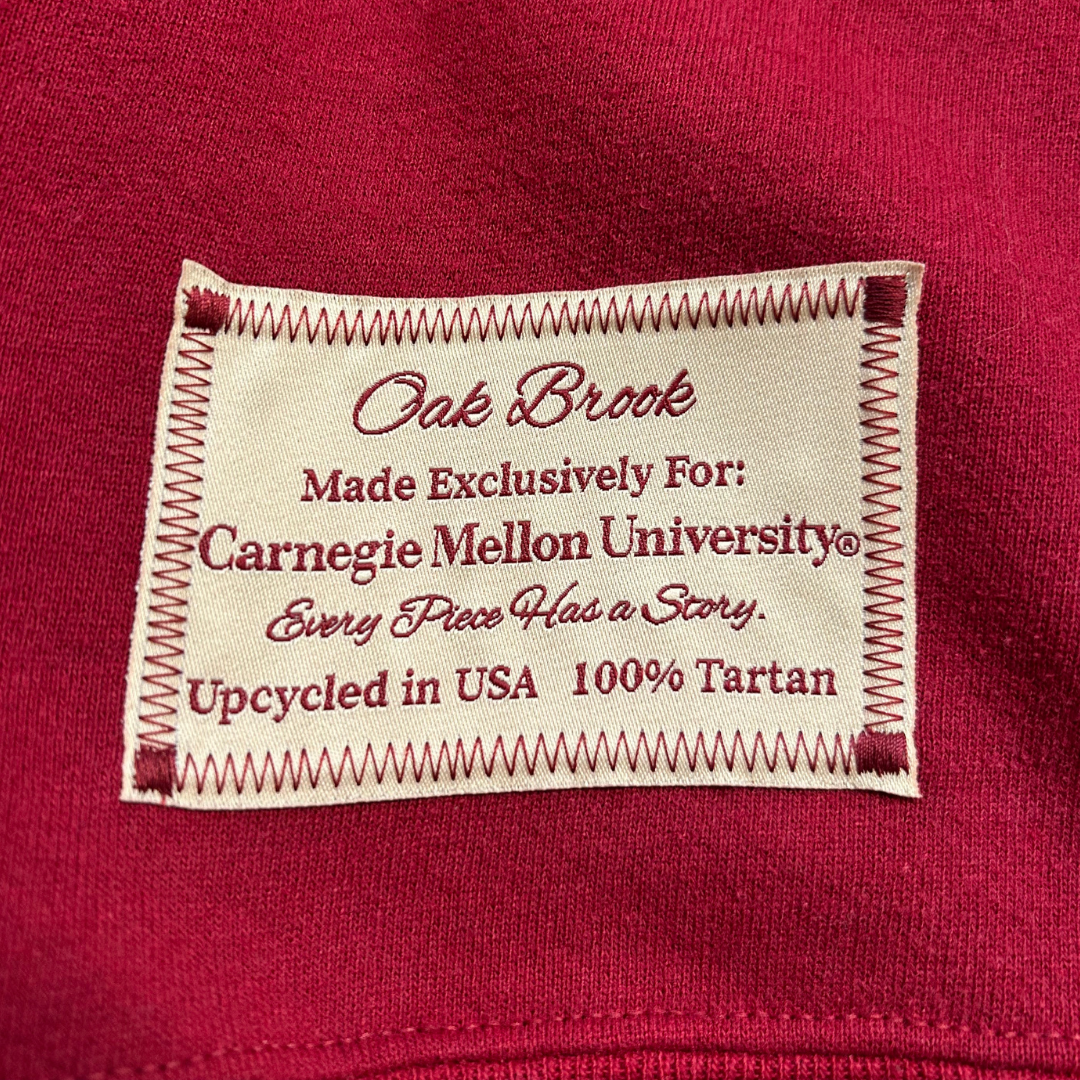 Oak Brook
Made Exclusively For:
Carnegie Mellon University®
Every Piece Has a Story.
Upcycled in USA 100% Tartan